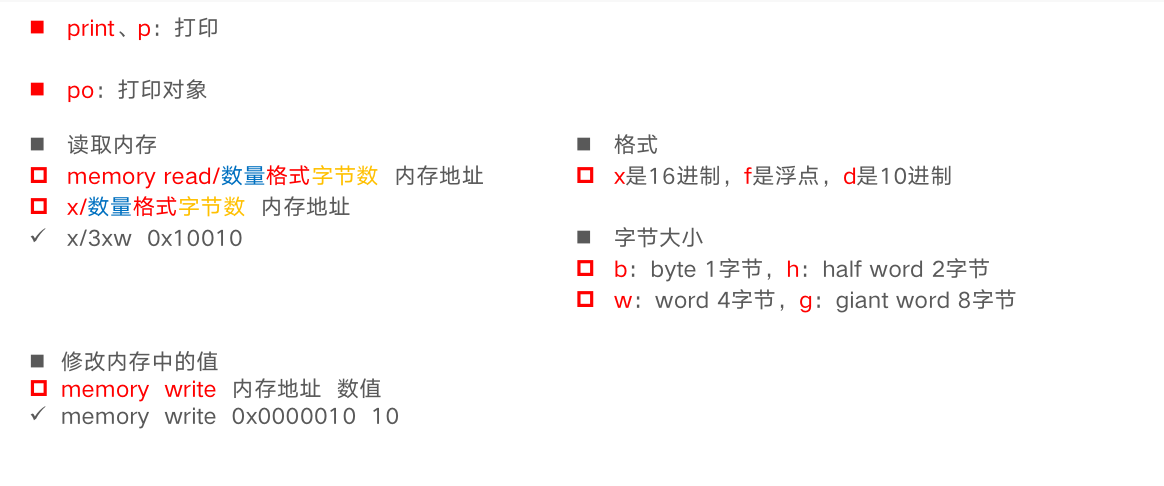 print、p：打印
po：打印对象
读取内存
memory read/数量格式字节数  内存地址
x/数量格式字节数  内存地址
x/3xw  0x10010
格式
x是16进制，f是浮点，d是10进制
字节大小
b：byte 1字节，h：half word 2字节
w：word 4字节，g：giant word 8字节
修改内存中的值
memory  write  内存地址  数值
memory  write  0x0000010  10